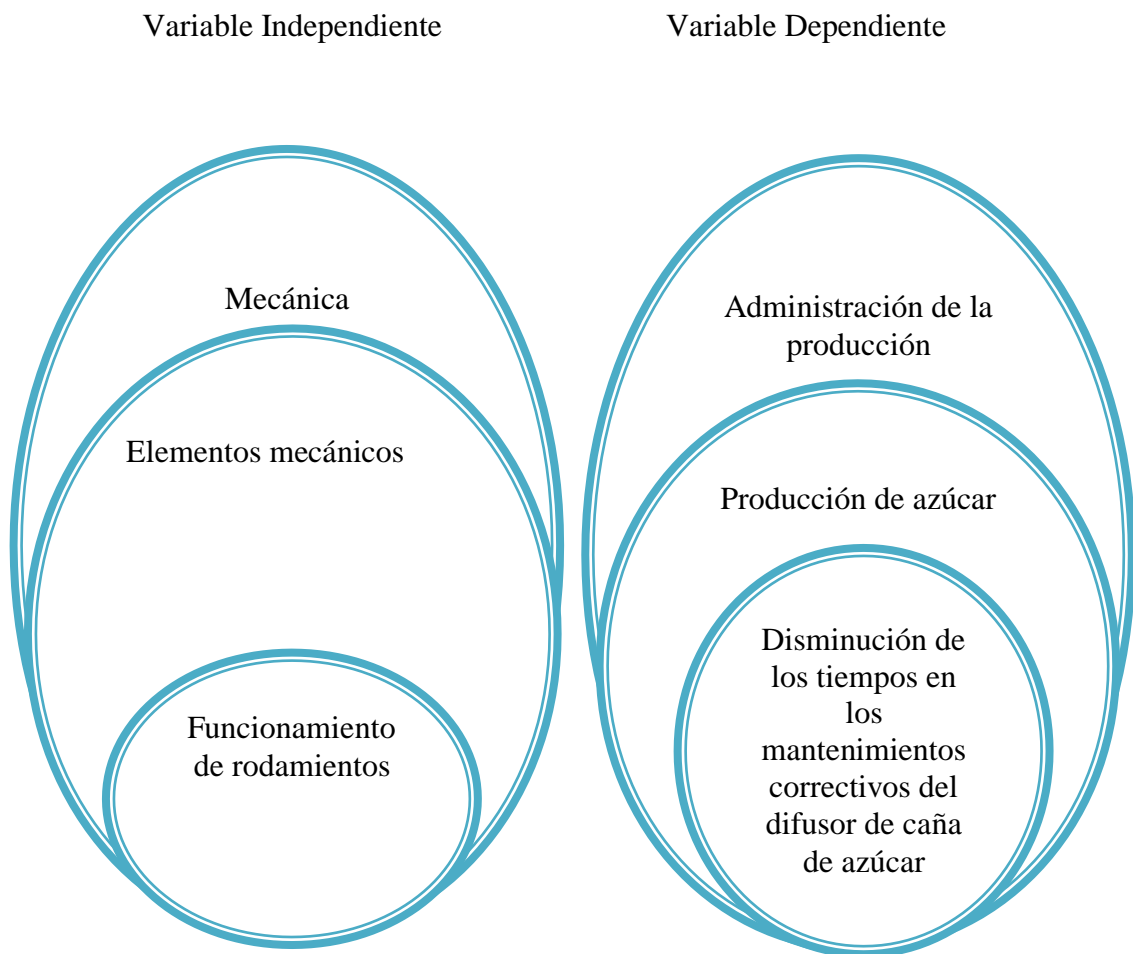 Variable Independiente
Variable Dependiente
Mecánica
Elementos mecánicos
Funcionamiento
de rodamientos
Administración de la
producción
Producción de azúcar
Disminución de
los tiempos en
los
mantenimientos
correctivos del
difusor de caña
de azúcar